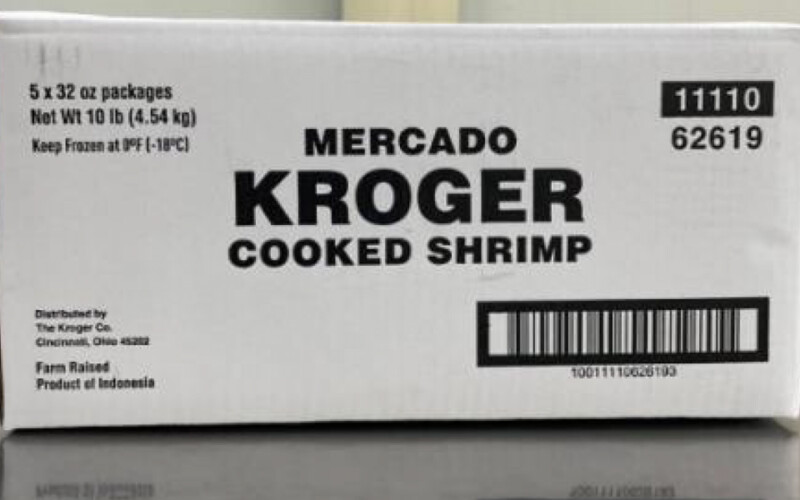 5 x 32 oz packages
Net Wt 10 lb (4.54 kg)
Keep Frozen at 0ºF (-18ºC)
11110
62619
MERCADO
KROGER
COOKED SHRIMP
Distributed by
The Kroger Co.
Cincinnati, Ohio 45202
Farm Raised
Product of Indonesia
10011110626193